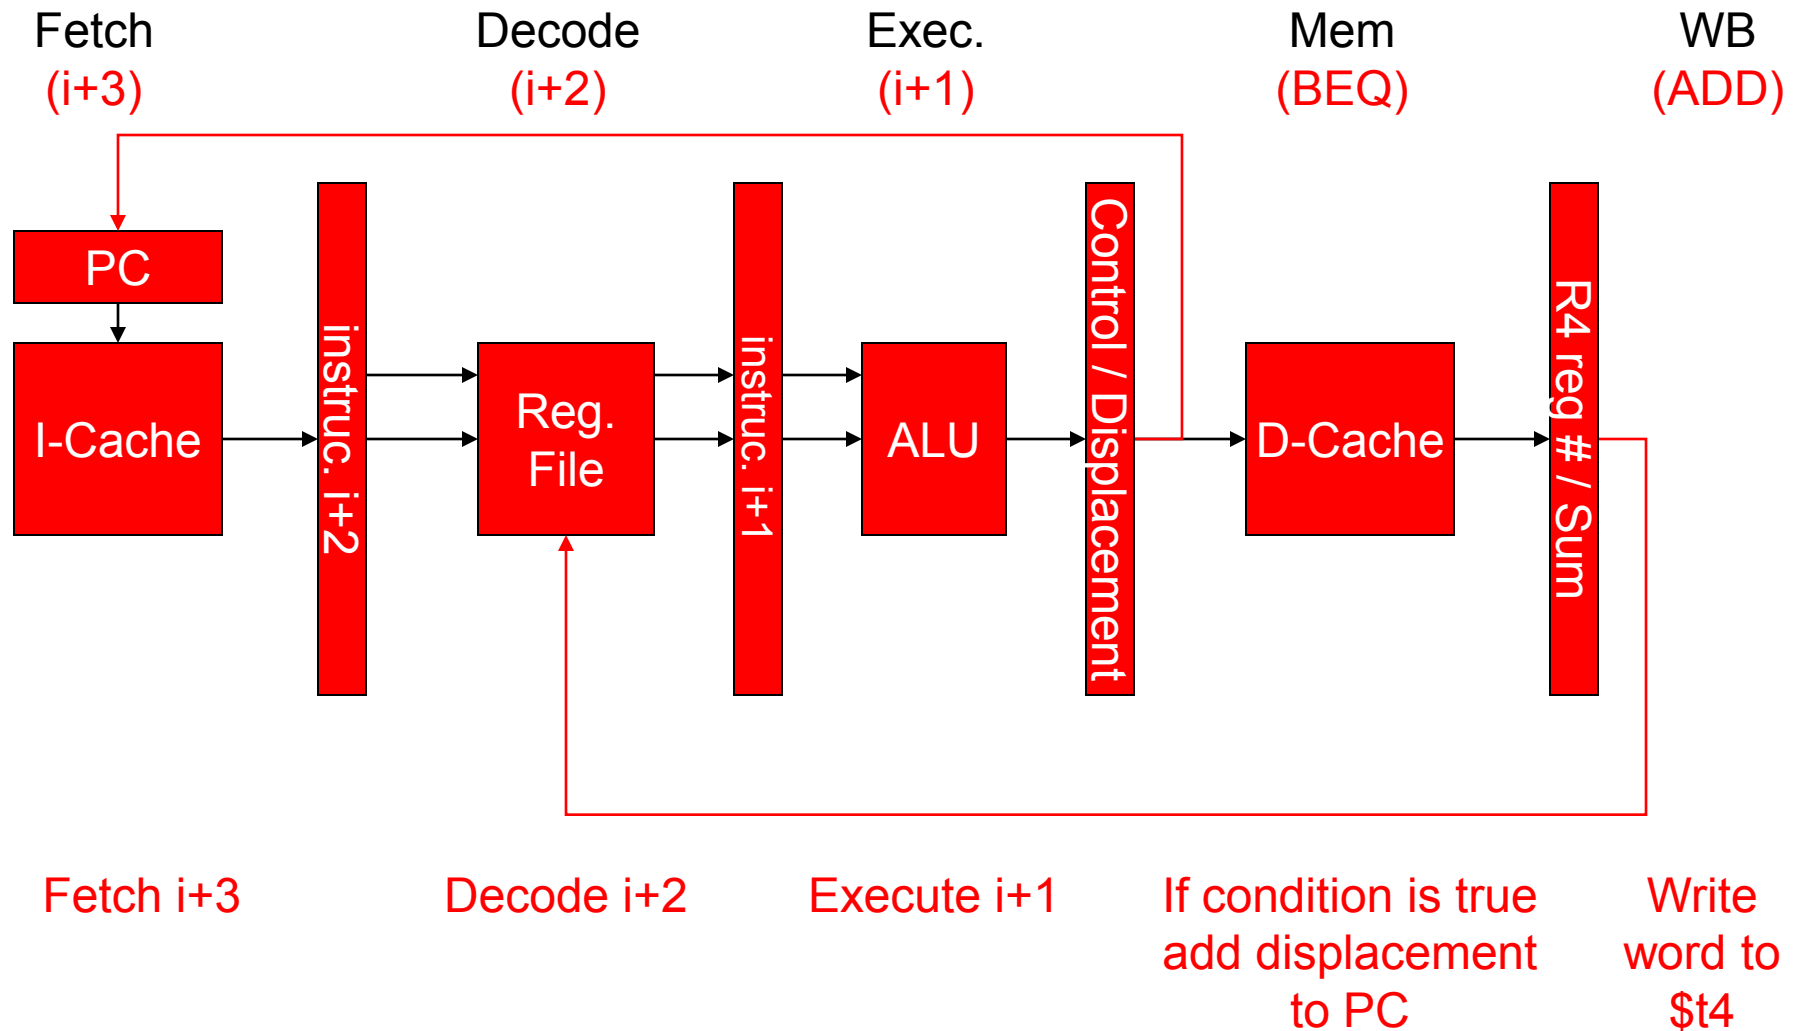 Fetch
(i+3)
Decode
(i+2)
Exec.
(i+1)
Mem
(BEQ)
WB
(ADD)
PC
I-Cache
instruc. i+2
Reg.
File
instruc. i+1
ALU
Control / Displacement
D-Cache
R4 reg # / Sum
Fetch i+3
Decode i+2
Execute i+1
If condition is true
add displacement
to PC
Write
word to
$t4